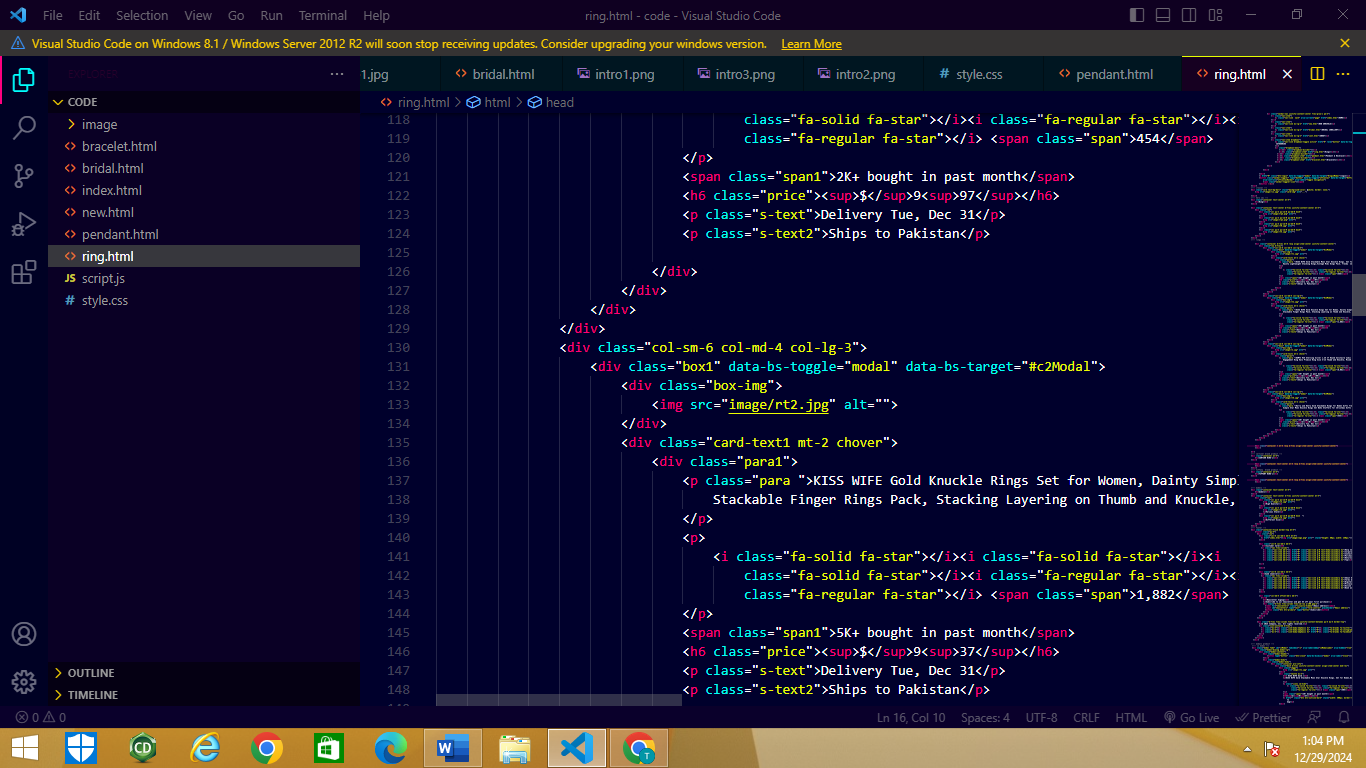 File Edit Selection View Go Run Terminal Help
ring.html - code - Visual Studio Code
Visual Studio Code on Windows 8.1 / Windows Server 2012 R2 will soon stop receiving updates. Consider upgrading your windows version. Learn More
EXPLORER
1.jpg bridal.html intro1.png intro3.png intro2.png # style.css pendant.html ring.html
CODE
image
bracelet.html
bridal.html
index.html
new.html
pendant.html
ring.html
JS script.js
# style.css
OUTLINE
TIMELINE
ring.html > html > head
118 class="fa-solid fa-star"></i><i class="fa-regular fa-star"></i><
119 class="fa-regular fa-star"></i> <span class="span">454</span>
120 </p>
121 <span class="span1">2K+ bought in past month</span>
122 <h6 class="price"><sup>$</sup>9<sup>97</sup></h6>
123 <p class="s-text">Delivery Tue, Dec 31</p>
124 <p class="s-text2">Ships to Pakistan</p>
125
126 </div>
127 </div>
128 </div>
129 </div>
130 <div class="col-sm-6 col-md-4 col-lg-3">
131 <div class="box1" data-bs-toggle="modal" data-bs-target="#c2Modal">
132 <div class="box-img">
133 <img src="image/rt2.jpg" alt="">
134 </div>
135 <div class="card-text1 mt-2 chover">
136 <div class="para1">
137 <p class="para ">KISS WIFE Gold Knuckle Rings Set for Women, Dainty Simp
138 Stackable Finger Rings Pack, Stacking Layering on Thumb and Knuckle,
139 </p>
140 <p>
141 <i class="fa-solid fa-star"></i><i class="fa-solid fa-star"></i><i
142 class="fa-solid fa-star"></i><i class="fa-regular fa-star"></i><
143 class="fa-regular fa-star"></i> <span class="span">1,882</span>
144 </p>
145 <span class="span1">5K+ bought in past month</span>
146 <h6 class="price"><sup>$</sup>9<sup>37</sup></h6>
147 <p class="s-text">Delivery Tue, Dec 31</p>
148 <p class="s-text2">Ships to Pakistan</p>
0 0 Ln 16, Col 10 Spaces: 4 UTF-8 CRLF HTML Go Live Prettier
1:04 PM
12/29/2024